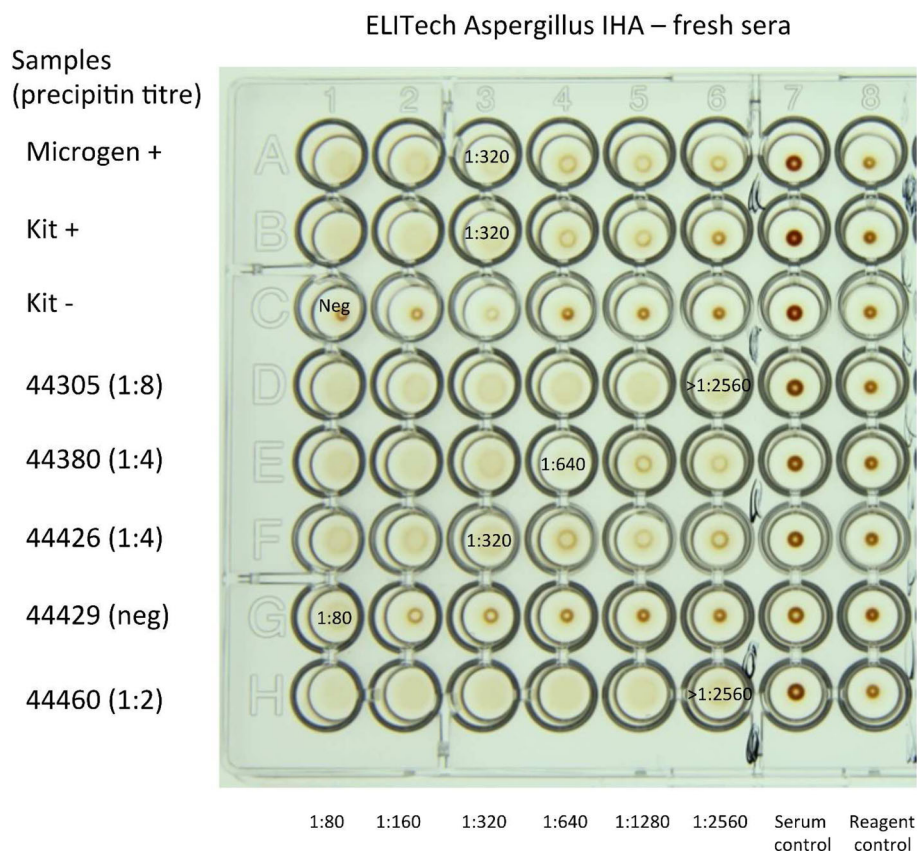 ELITech Aspergillus IHA – fresh sera
Samples
(precipitin titre)
1 2 3 4 5 6 7 8
Microgen +
A
1:320
Kit +
B
1:320
Kit -
C
Neg
44305 (1:8)
D
>1:2560
44380 (1:4)
E
1:640
44426 (1:4)
F
1:320
44429 (neg)
G
1:80
44460 (1:2)
H
>1:2560
1:80 1:160 1:320 1:640 1:1280 1:2560 Serum control Reagent control